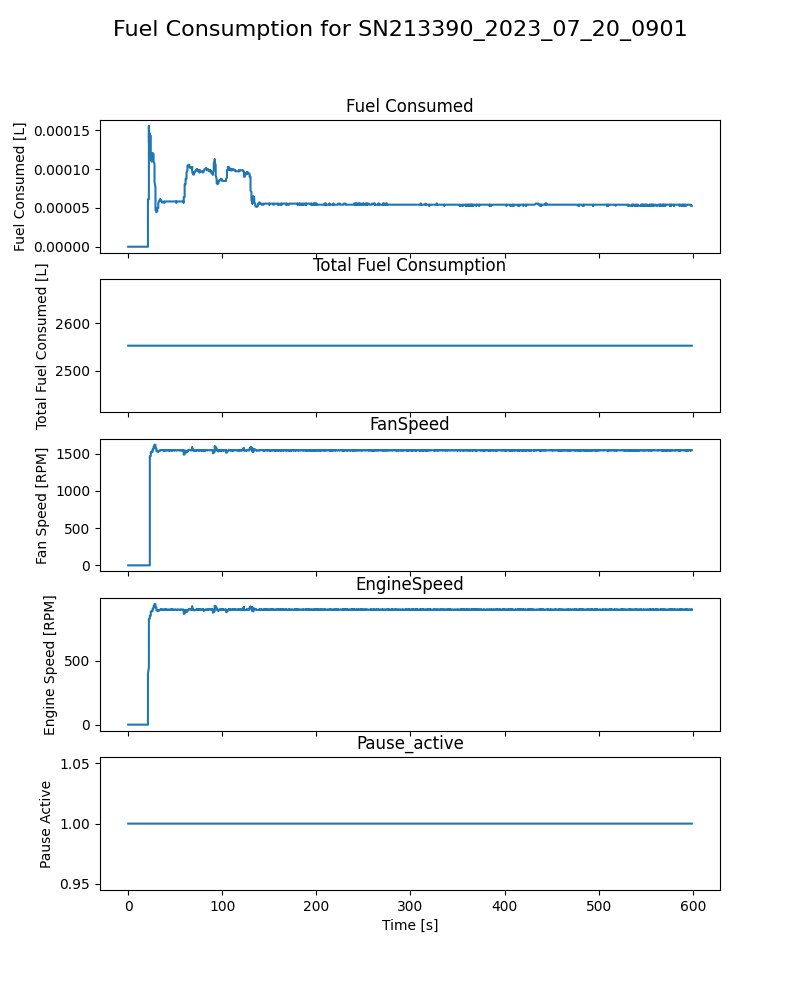 Fuel Consumption for SN213390_2023_07_20_0901
Fuel Consumed
Fuel Consumed [L]
0.00015
0.00010
0.00005
0.00000
Total Fuel Consumption
Total Fuel Consumed [L]
2600
2500
FanSpeed
Fan Speed [RPM]
1500
1000
500
0
EngineSpeed
Engine Speed [RPM]
500
0
Pause_active
Pause Active
1.05
1.00
0.95
0 100 200 300 400 500 600
Time [s]